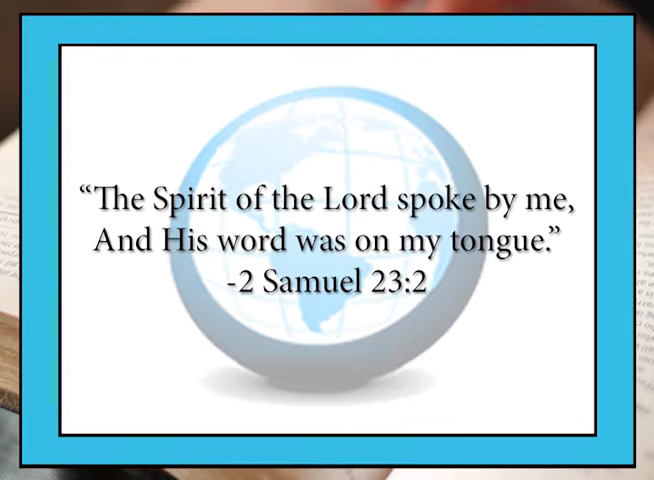 “The Spirit of the Lord spoke by me,
And His word was on my tongue.”
-2 Samuel 23:2